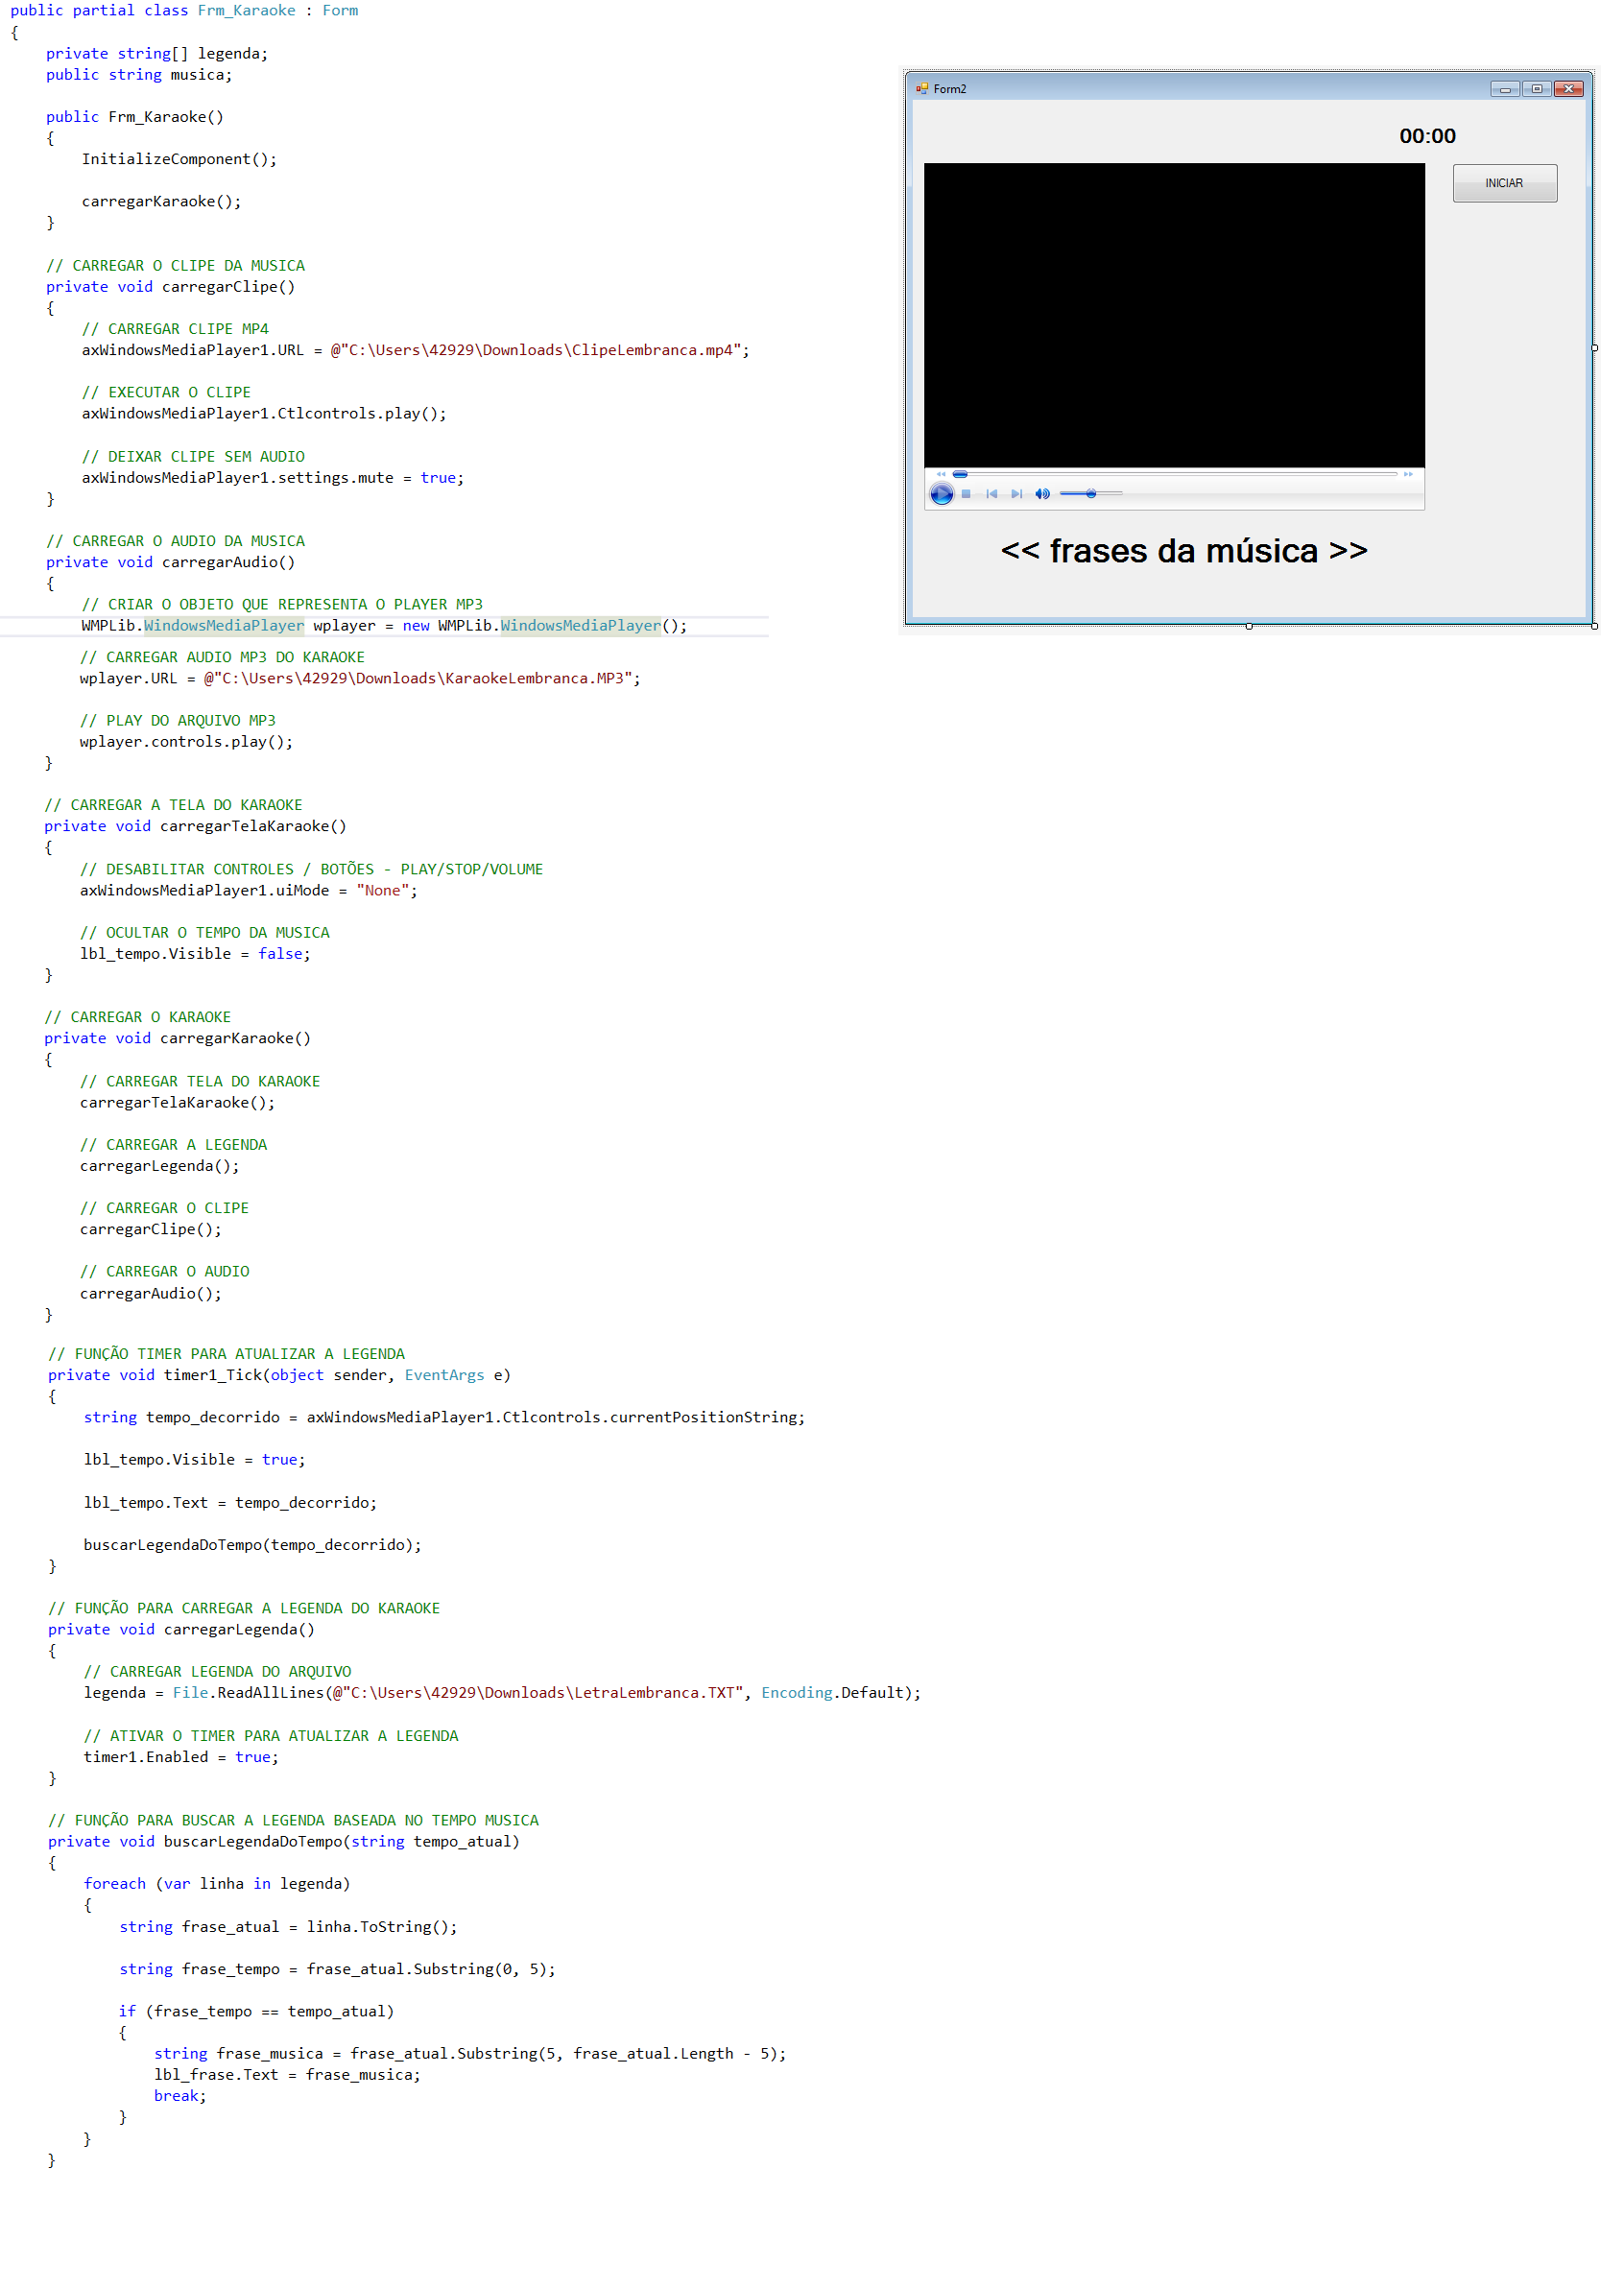 public partial class Frm_Karaoke : Form
{
    private string[] legenda;
    public string musica;

    public Frm_Karaoke()
    {
        InitializeComponent();

        carregarKaraoke();
    }

    // CARREGAR O CLIPE DA MUSICA
    private void carregarClipe()
    {
        // CARREGAR CLIPE MP4
        axWindowsMediaPlayer1.URL = @"C:\Users\42929\Downloads\ClipeLembranca.mp4";

        // EXECUTAR O CLIPE
        axWindowsMediaPlayer1.Ctlcontrols.play();

        // DEIXAR CLIPE SEM AUDIO
        axWindowsMediaPlayer1.settings.mute = true;
    }

    // CARREGAR O AUDIO DA MUSICA
    private void carregarAudio()
    {
        // CRIAR O OBJETO QUE REPRESENTA O PLAYER MP3
        WMPLib.WindowsMediaPlayer wplayer = new WMPLib.WindowsMediaPlayer();

        // CARREGAR AUDIO MP3 DO KARAOKE
        wplayer.URL = @"C:\Users\42929\Downloads\KaraokeLembranca.MP3";

        // PLAY DO ARQUIVO MP3
        wplayer.controls.play();
    }

    // CARREGAR A TELA DO KARAOKE
    private void carregarTelaKaraoke()
    {
        // DESABILITAR CONTROLES / BOTÕES - PLAY/STOP/VOLUME
        axWindowsMediaPlayer1.uiMode = "None";

        // OCULTAR O TEMPO DA MUSICA
        lbl_tempo.Visible = false;
    }

    // CARREGAR O KARAOKE
    private void carregarKaraoke()
    {
        // CARREGAR TELA DO KARAOKE
        carregarTelaKaraoke();

        // CARREGAR A LEGENDA
        carregarLegenda();

        // CARREGAR O CLIPE
        carregarClipe();

        // CARREGAR O AUDIO
        carregarAudio();
    }

    // FUNÇÃO TIMER PARA ATUALIZAR A LEGENDA
    private void timer1_Tick(object sender, EventArgs e)
    {
        string tempo_decorrido = axWindowsMediaPlayer1.Ctlcontrols.currentPositionString;

        lbl_tempo.Visible = true;

        lbl_tempo.Text = tempo_decorrido;

        buscarLegendaDoTempo(tempo_decorrido);
    }

    // FUNÇÃO PARA CARREGAR A LEGENDA DO KARAOKE
    private void carregarLegenda()
    {
        // CARREGAR LEGENDA DO ARQUIVO
        legenda = File.ReadAllLines(@"C:\Users\42929\Downloads\LetraLembranca.TXT", Encoding.Default);

        // ATIVAR O TIMER PARA ATUALIZAR A LEGENDA
        timer1.Enabled = true;
    }

    // FUNÇÃO PARA BUSCAR A LEGENDA BASEADA NO TEMPO MUSICA
    private void buscarLegendaDoTempo(string tempo_atual)
    {
        foreach (var linha in legenda)
        {
            string frase_atual = linha.ToString();

            string frase_tempo = frase_atual.Substring(0, 5);

            if (frase_tempo == tempo_atual)
            {
                string frase_musica = frase_atual.Substring(5, frase_atual.Length - 5);
                lbl_frase.Text = frase_musica;
                break;
            }
        }
    }
Form2
00:00
INICIAR
<< frases da música >>